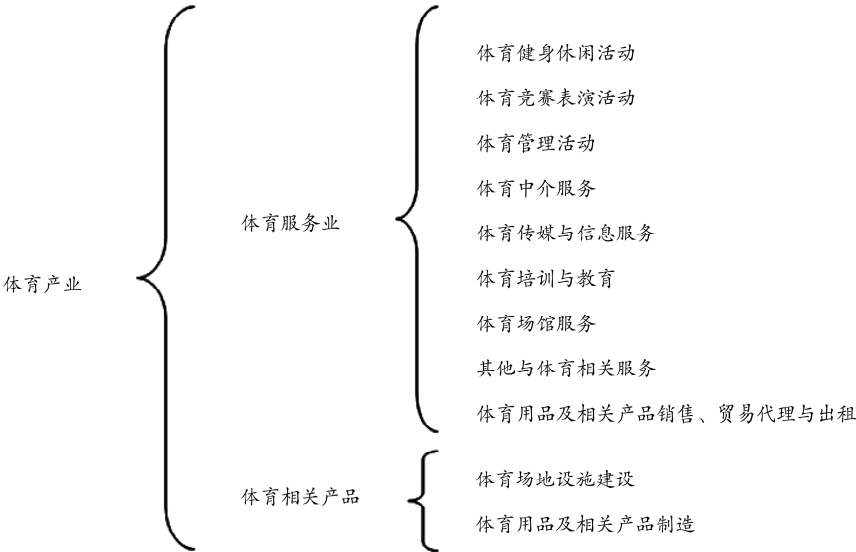 体育产业
体育服务业
体育健身休闲活动
体育竞赛表演活动
体育管理活动
体育中介服务
体育传媒与信息服务
体育培训与教育
体育场馆服务
其他与体育相关服务
体育用品及相关产品销售、贸易代理与出租
体育相关产品
体育场地设施建设
体育用品及相关产品制造